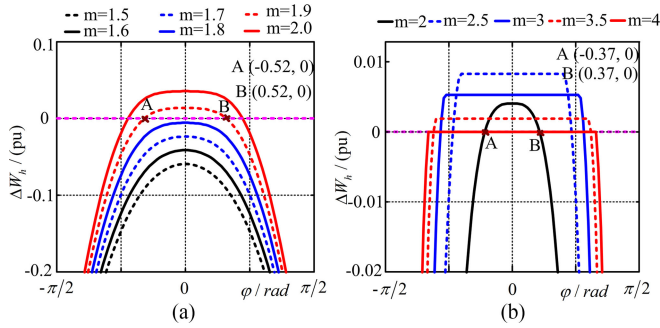 m=1.5 m=1.7 m=1.9
m=1.6 m=1.8 m=2.0
(a)
0.1
0
-0.1
-0.2
ΔW_h / (pu)
A (-0.52, 0)
B (0.52, 0)
A
B
-π/2
0
φ / rad
π/2
(a)
m=2 m=2.5 m=3 m=3.5 m=4
(b)
0.01
0
-0.01
-0.02
ΔW_h / (pu)
A (-0.37, 0)
B (0.37, 0)
A
B
-π/2
0
φ / rad
π/2
(b)